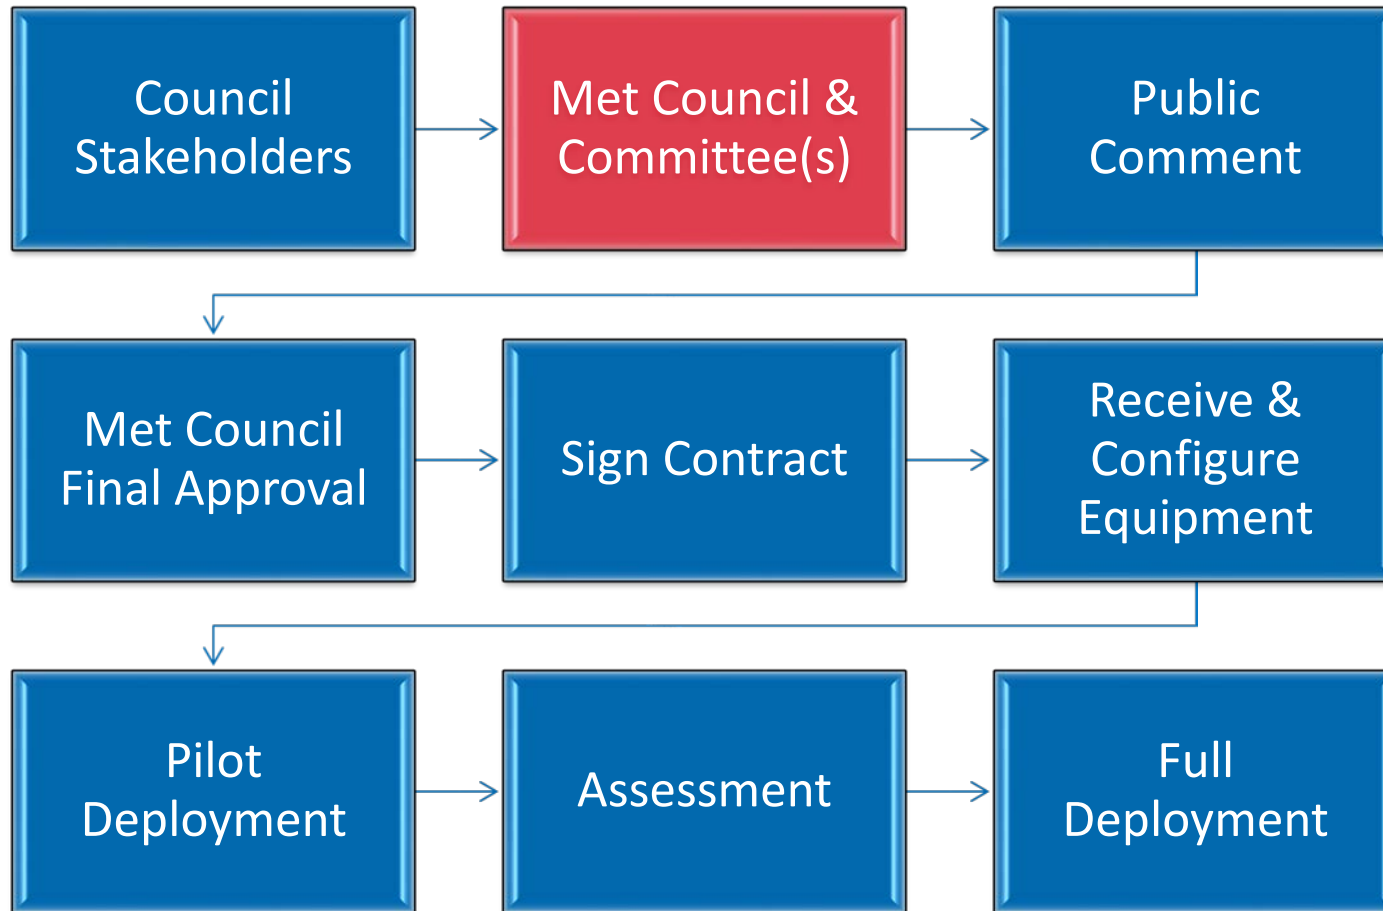 Council
Stakeholders
Met Council &
Committee(s)
Public
Comment
Met Council
Final Approval
Sign Contract
Receive &
Configure
Equipment
Pilot
Deployment
Assessment
Full
Deployment